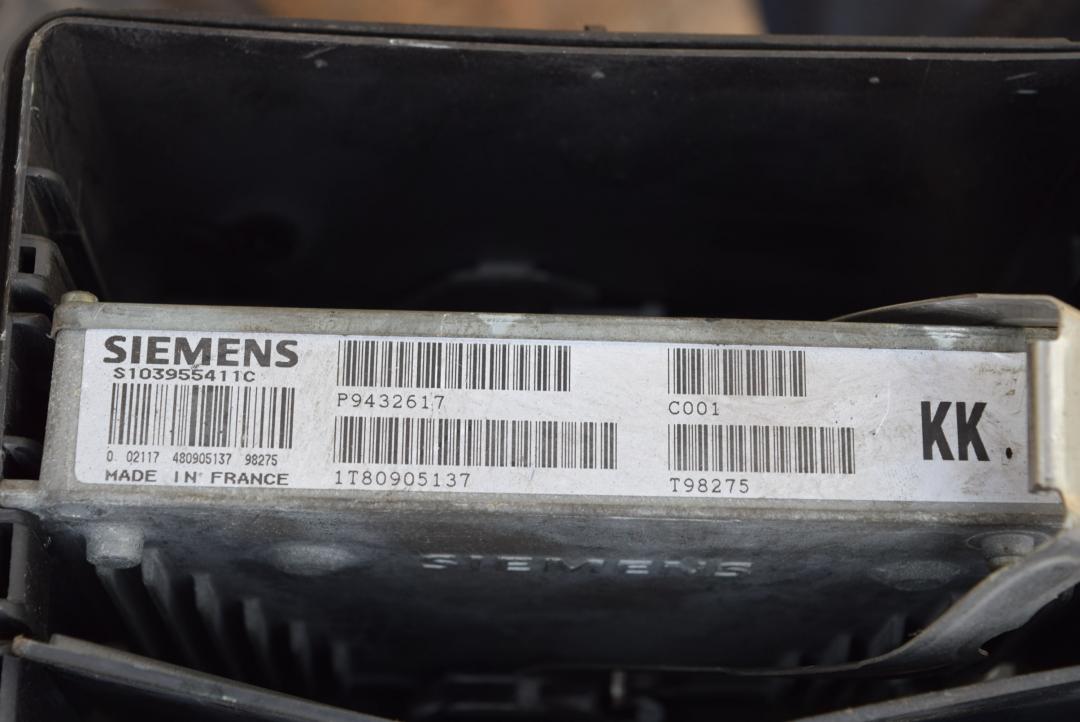 SIEMENS
S103955411C
0. 02117 480905137 98275
MADE IN FRANCE
P9432617
1T80905137
C001
T98275
KK.
SIEMENS